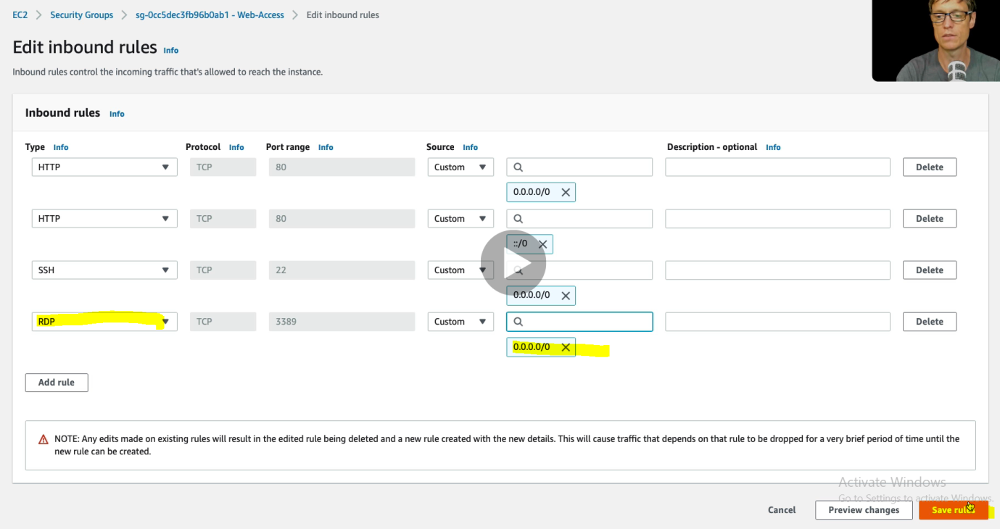 EC2 > Security Groups > sg-0cc5dec3fb96b0ab1 - Web-Access > Edit inbound rules
Edit inbound rules Info
Inbound rules control the incoming traffic that's allowed to reach the instance.
Inbound rules Info
Type Info Protocol Info Port range Info Source Info Description - optional Info
HTTP TCP 80 Custom Delete
0.0.0.0/0
HTTP TCP 80 Custom Delete
::/0
SSH TCP 22 Custom Delete
0.0.0.0/0
RDP TCP 3389 Custom Delete
0.0.0.0/0
Add rule
NOTE: Any edits made on existing rules will result in the edited rule being deleted and a new rule created with the new details. This will cause traffic that depends on that rule to be dropped for a very brief period of time until the
new rule can be created.
Activate Windows
Go to Settings to activate Windows.
Cancel Preview changes Save rules